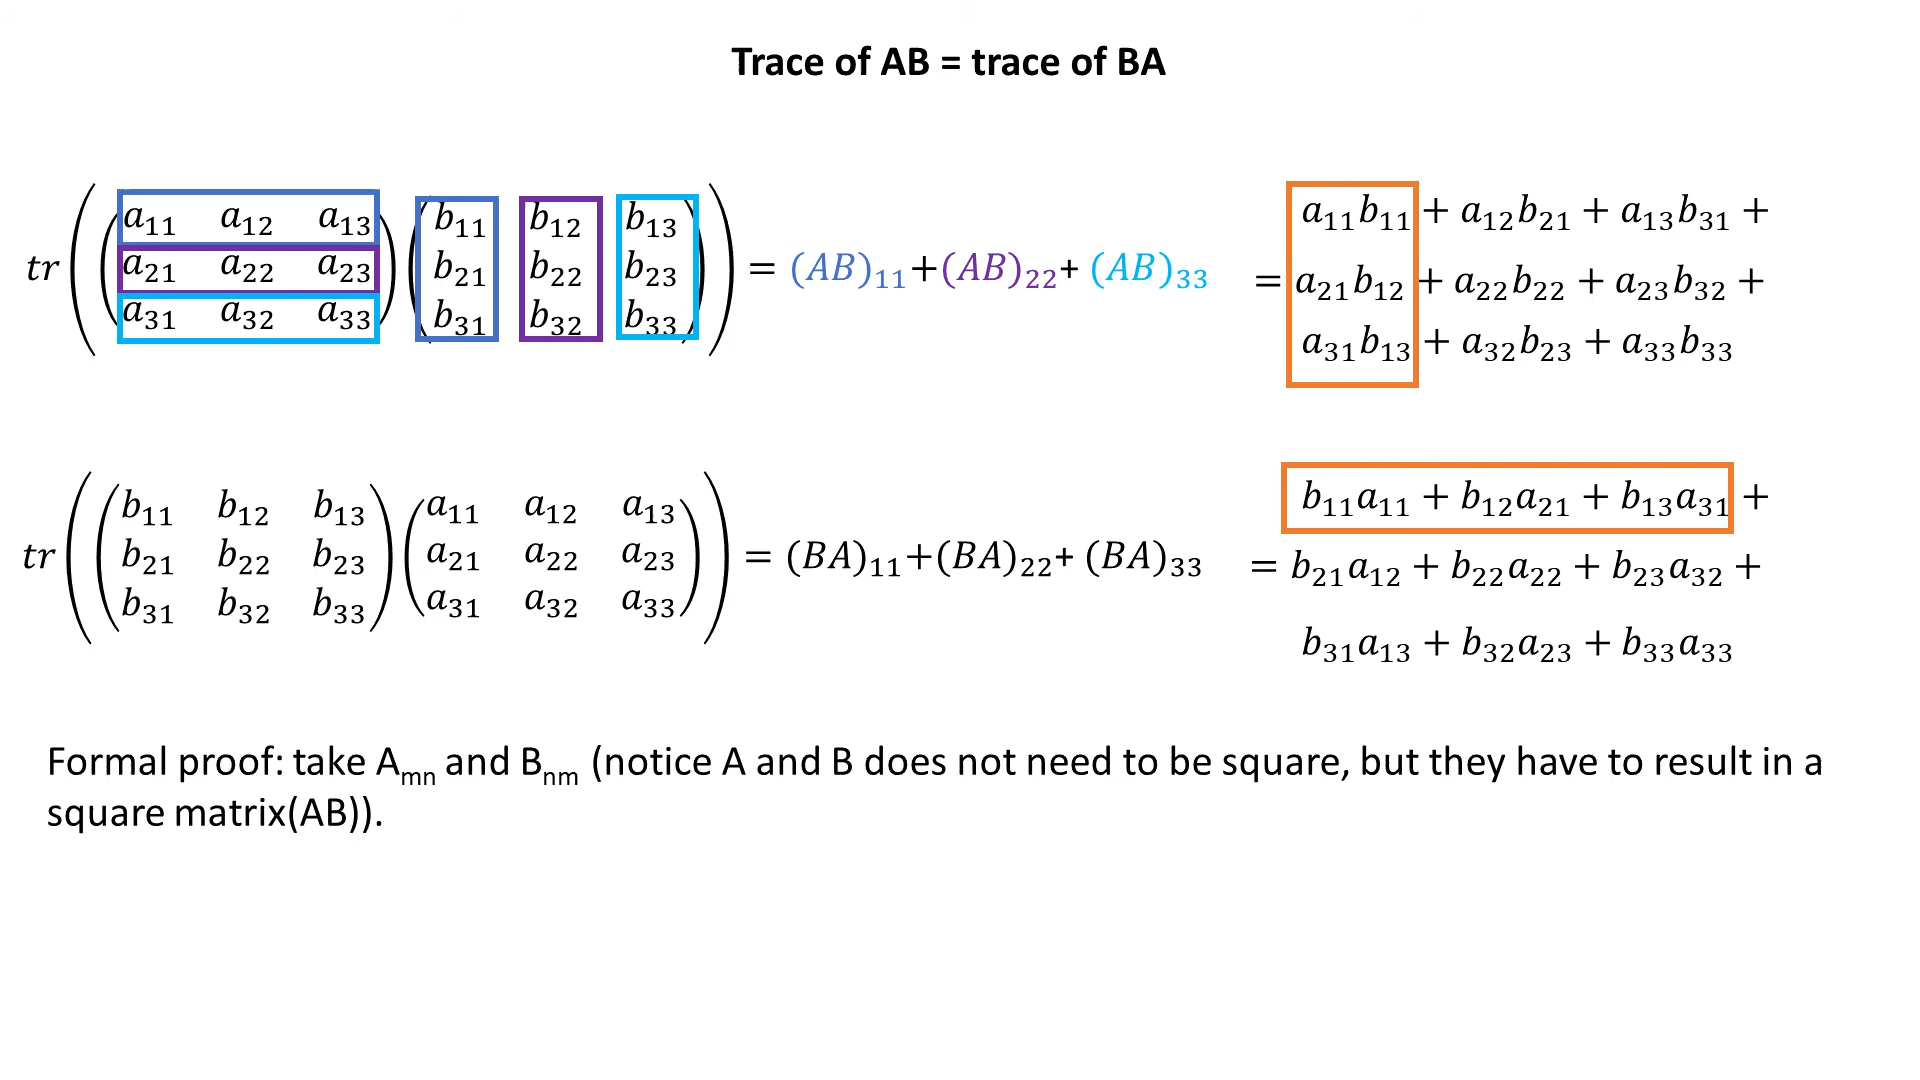 Trace of AB = trace of BA
a₁₁ a₁₂ a₁₃ b₁₁ b₁₂ b₁₃ a₁₁b₁₁ + a₁₂b₂₁ + a₁₃b₃₁ +
tr(( a₂₁ a₂₂ a₂₃ )( b₂₁ b₂₂ b₂₃ )) = (AB)₁₁+(AB)₂₂+ (AB)₃₃ = a₂₁b₁₂ + a₂₂b₂₂ + a₂₃b₃₂ +
a₃₁ a₃₂ a₃₃ b₃₁ b₃₂ b₃₃ a₃₁b₁₃ + a₃₂b₂₃ + a₃₃b₃₃
b₁₁ b₁₂ b₁₃ a₁₁ a₁₂ a₁₃ b₁₁a₁₁ + b₁₂a₂₁ + b₁₃a₃₁ +
tr(( b₂₁ b₂₂ b₂₃ )( a₂₁ a₂₂ a₂₃ )) = (BA)₁₁+(BA)₂₂+ (BA)₃₃ = b₂₁a₁₂ + b₂₂a₂₂ + b₂₃a₃₂ +
b₃₁ b₃₂ b₃₃ a₃₁ a₃₂ a₃₃ b₃₁a₁₃ + b₃₂a₂₃ + b₃₃a₃₃
Formal proof: take Aₘₙ and Bₙₘ (notice A and B does not need to be square, but they have to result in a
square matrix(AB)).